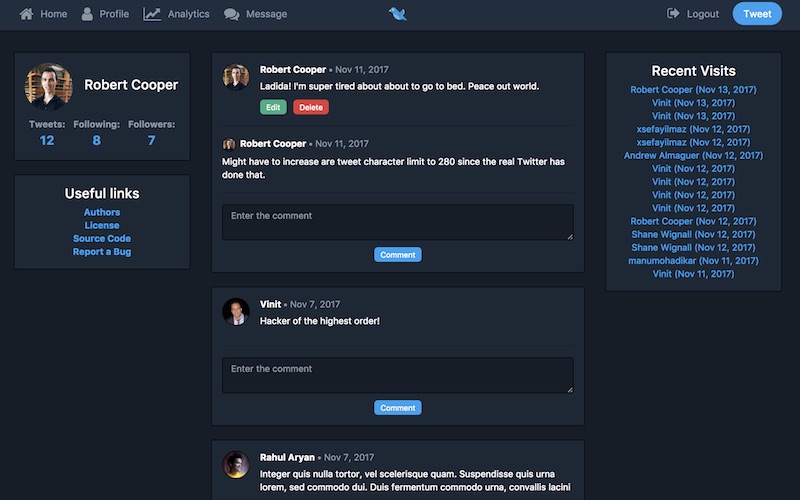 Home Profile Analytics Message Logout Tweet
Robert Cooper
Tweets: Following: Followers:
12 8 7
Useful links
Authors
License
Source Code
Report a Bug
Robert Cooper • Nov 11, 2017
Ladida! I'm super tired about about to go to bed. Peace out world.
Edit Delete
Robert Cooper • Nov 11, 2017
Might have to increase are tweet character limit to 280 since the real Twitter has
done that.
Enter the comment
Comment
Vinit • Nov 7, 2017
Hacker of the highest order!
Enter the comment
Comment
Rahul Aryan • Nov 7, 2017
Integer quis nulla tortor, vel scelerisque quam. Suspendisse quis urna
lorem, sed commodo dui. Duis fermentum commodo urna, convallis lacini
Recent Visits
Robert Cooper (Nov 13, 2017)
Vinit (Nov 13, 2017)
Vinit (Nov 13, 2017)
xsefayilmaz (Nov 12, 2017)
xsefayilmaz (Nov 12, 2017)
Andrew Almaguer (Nov 12, 2017)
Vinit (Nov 12, 2017)
Vinit (Nov 12, 2017)
Vinit (Nov 12, 2017)
Vinit (Nov 12, 2017)
Robert Cooper (Nov 12, 2017)
Shane Wignall (Nov 12, 2017)
Shane Wignall (Nov 12, 2017)
manumohadikar (Nov 11, 2017)
Vinit (Nov 11, 2017)